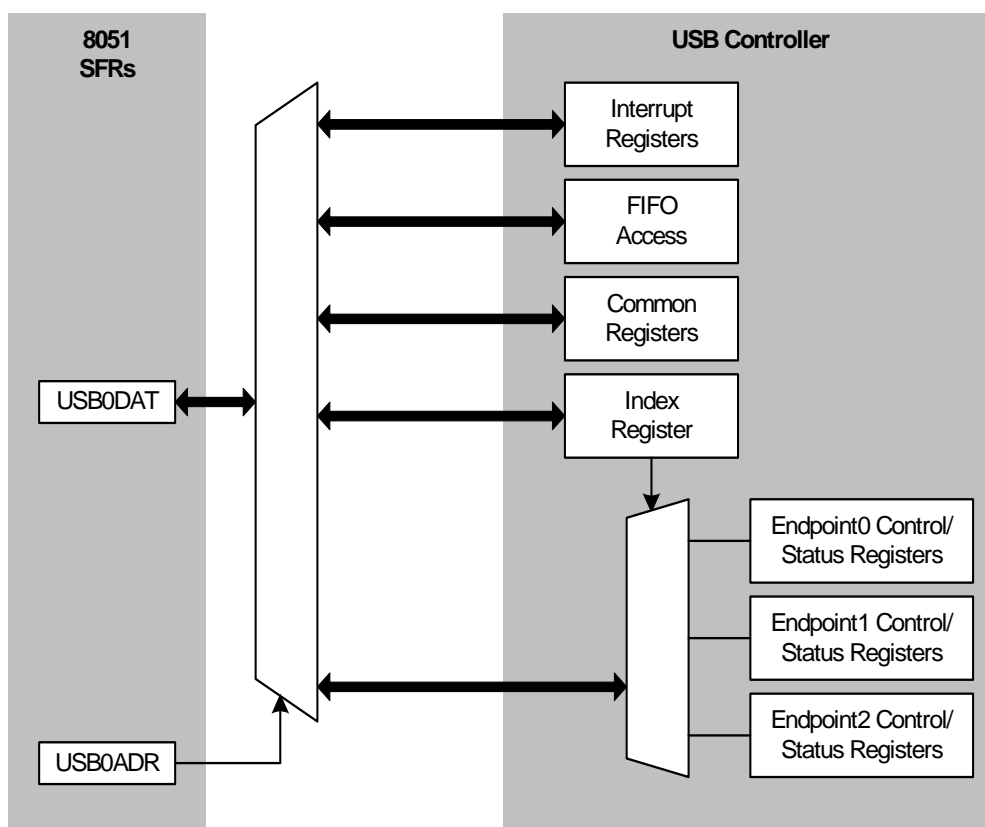 8051
SFRs
USB Controller
Interrupt
Registers
FIFO
Access
Common
Registers
USB0DAT
Index
Register
Endpoint0 Control/
Status Registers
Endpoint1 Control/
Status Registers
Endpoint2 Control/
Status Registers
USB0ADR